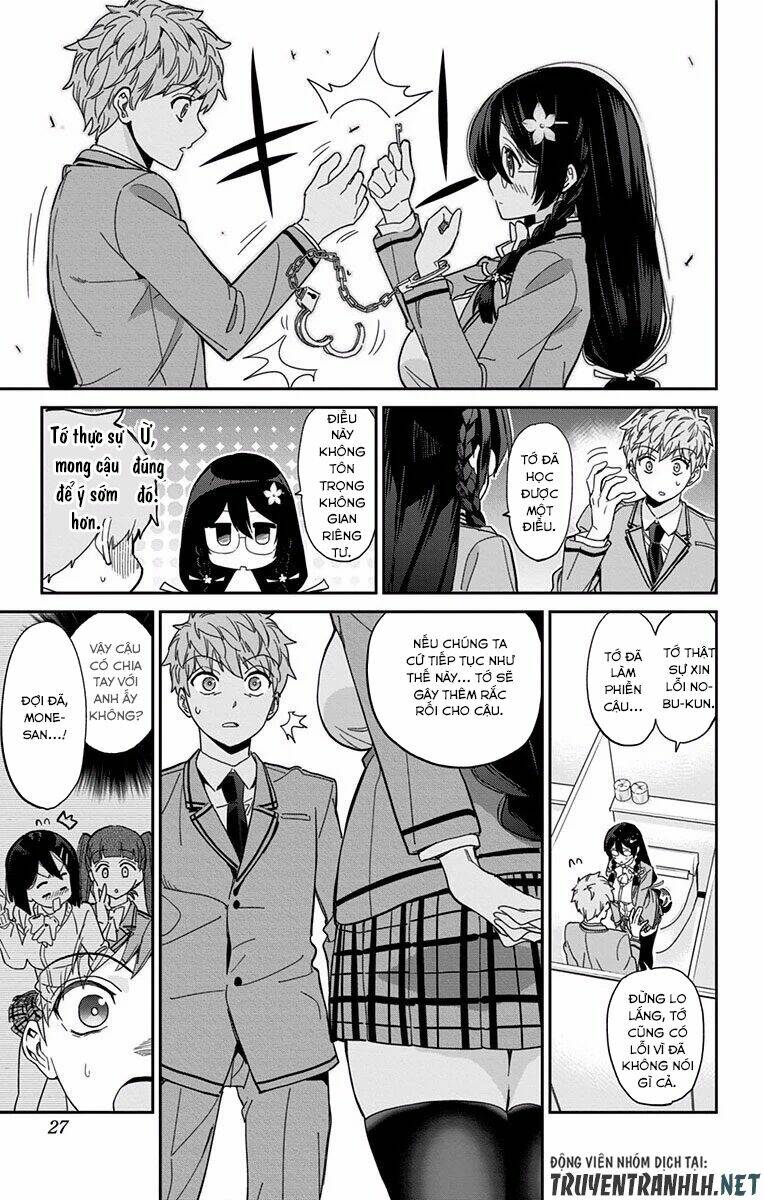 TỚ ĐÃ
HỌC
ĐƯỢC
MỘT
ĐIỀU.
ĐIỀU
NÀY
KHÔNG
TÔN
TRỌNG
KHÔNG
GIAN
RIÊNG
TƯ.
Ừ,
đúng
đó!
Tớ thực sự
mong cậu
để ý sớm
hơn.
TỚ THẬT
SỰ XIN
LỖI NO-
BU-KUN.
TỚ ĐÃ
LÀM
PHIỀN
CẬU...
ĐỪNG LO
LẮNG, TỚ
CŨNG CÓ
LỖI VÌ ĐÃ
KHÔNG NÓI
GÌ CẢ.
NẾU CHÚNG TA
CỨ TIẾP TỤC NHƯ
THẾ NÀY... TỚ SẼ
GÂY THÊM RẮC
RỐI CHO CẬU.
VẬY CẬU
CÓ CHIA
TAY VỚI
ANH ẤY
KHÔNG?
ĐỢI ĐÃ,
MONE-
SAN...!
27
ĐỘNG VIÊN NHÓM DỊCH TẠI:
TRUYENTRANHLH.NET